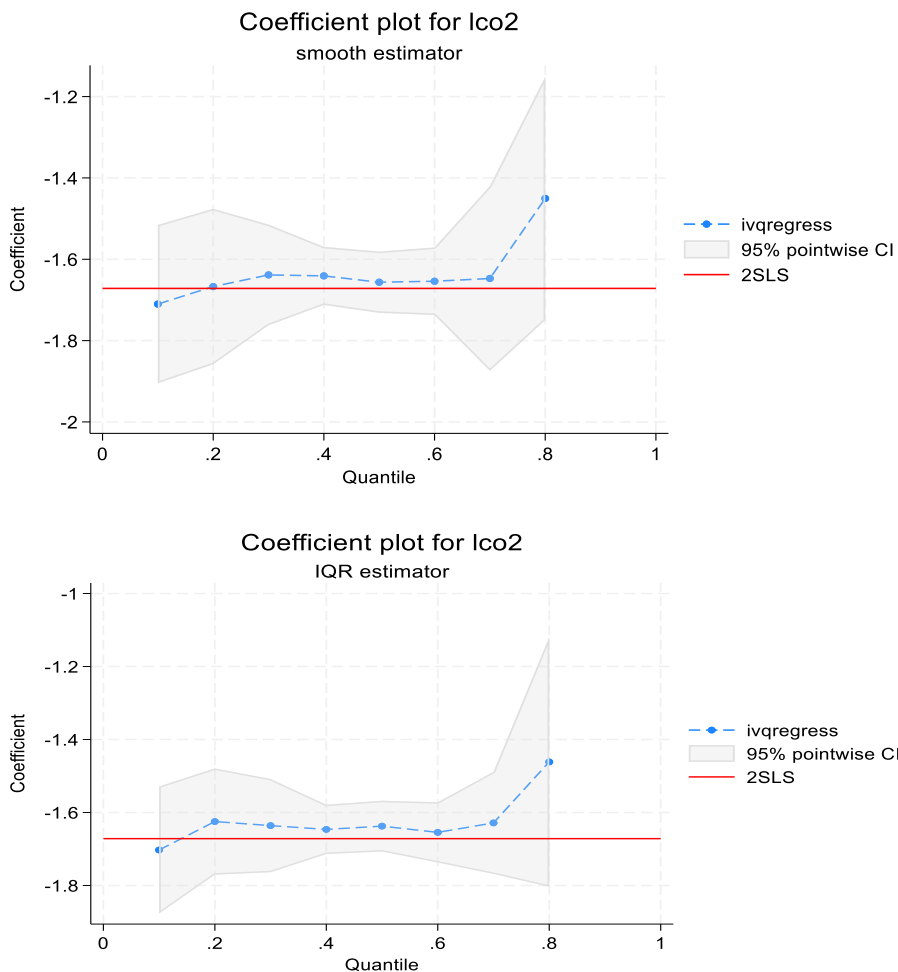 Coefficient plot for lco2
smooth estimator
-1.2
-1.4
-1.6
-1.8
-2
Coefficient
0 .2 .4 .6 .8 1
Quantile
ivqregress
95% pointwise CI
2SLS
Coefficient plot for lco2
IQR estimator
-1
-1.2
-1.4
-1.6
-1.8
Coefficient
0 .2 .4 .6 .8 1
Quantile
ivqregress
95% pointwise CI
2SLS